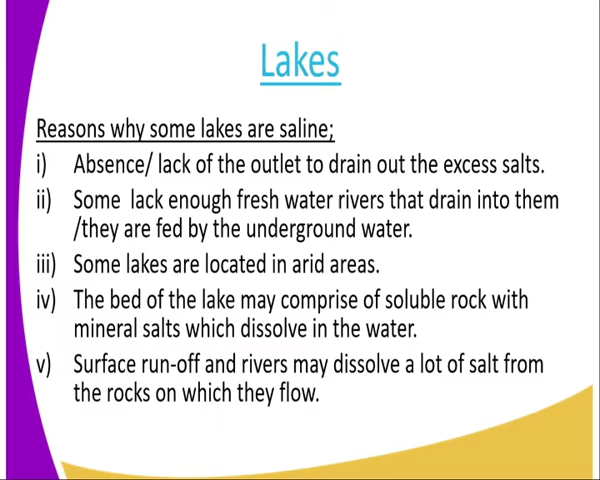 Lakes
Reasons why some lakes are saline;
i) Absence/ lack of the outlet to drain out the excess salts.
ii) Some lack enough fresh water rivers that drain into them
/they are fed by the underground water.
iii) Some lakes are located in arid areas.
iv) The bed of the lake may comprise of soluble rock with
mineral salts which dissolve in the water.
v) Surface run-off and rivers may dissolve a lot of salt from
the rocks on which they flow.